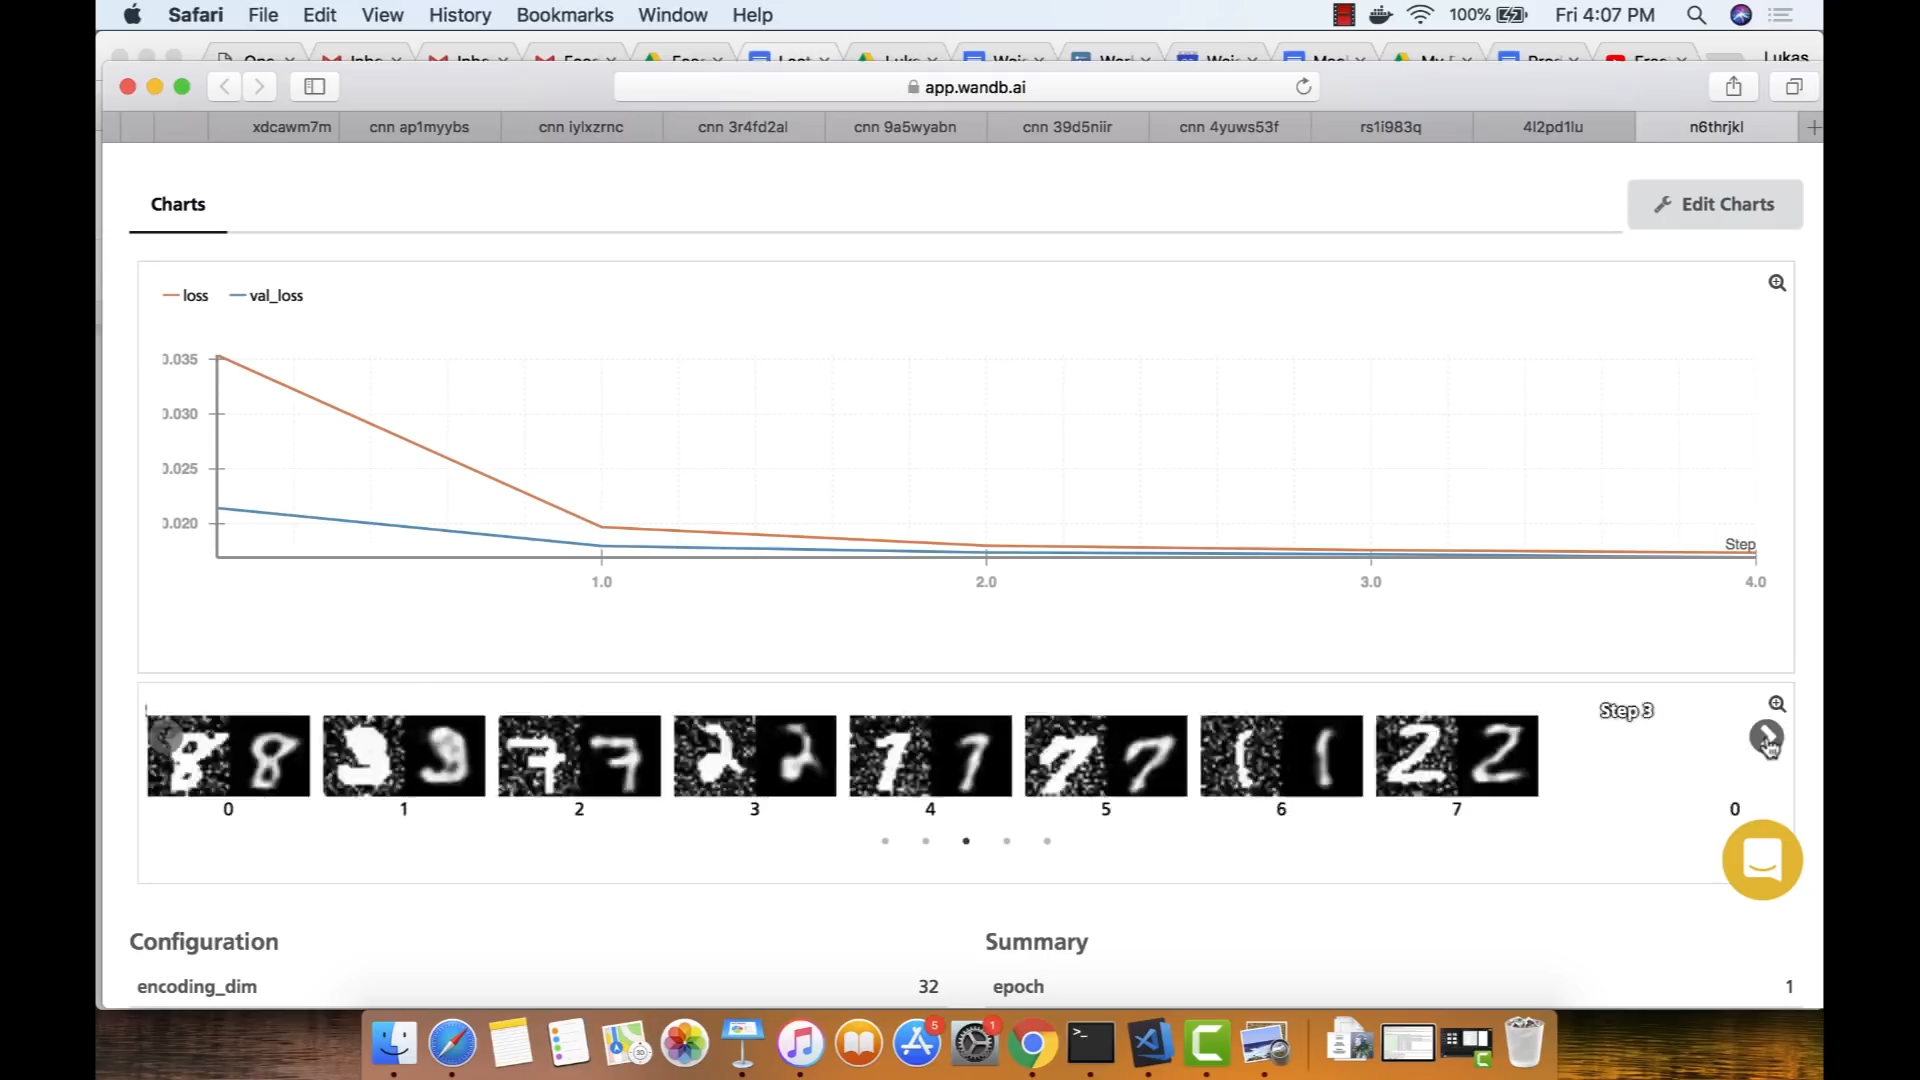 Safari File Edit View History Bookmarks Window Help 100% Fri 4:07 PM
Lukas
app.wandb.ai
xdcawm7m cnn ap1myybs cnn iylxzrnc cnn 3r4fd2al cnn 9a5wyabn cnn 39d5niir cnn 4yuws53f rs1i983q 4l2pd1lu n6thrjkl
Charts
Edit Charts
loss val_loss
0.035
0.030
0.025
0.020
Step
1.0 2.0 3.0 4.0
Step 3
0 1 2 3 4 5 6 7 0
Configuration Summary
encoding_dim 32 epoch 1
5 1